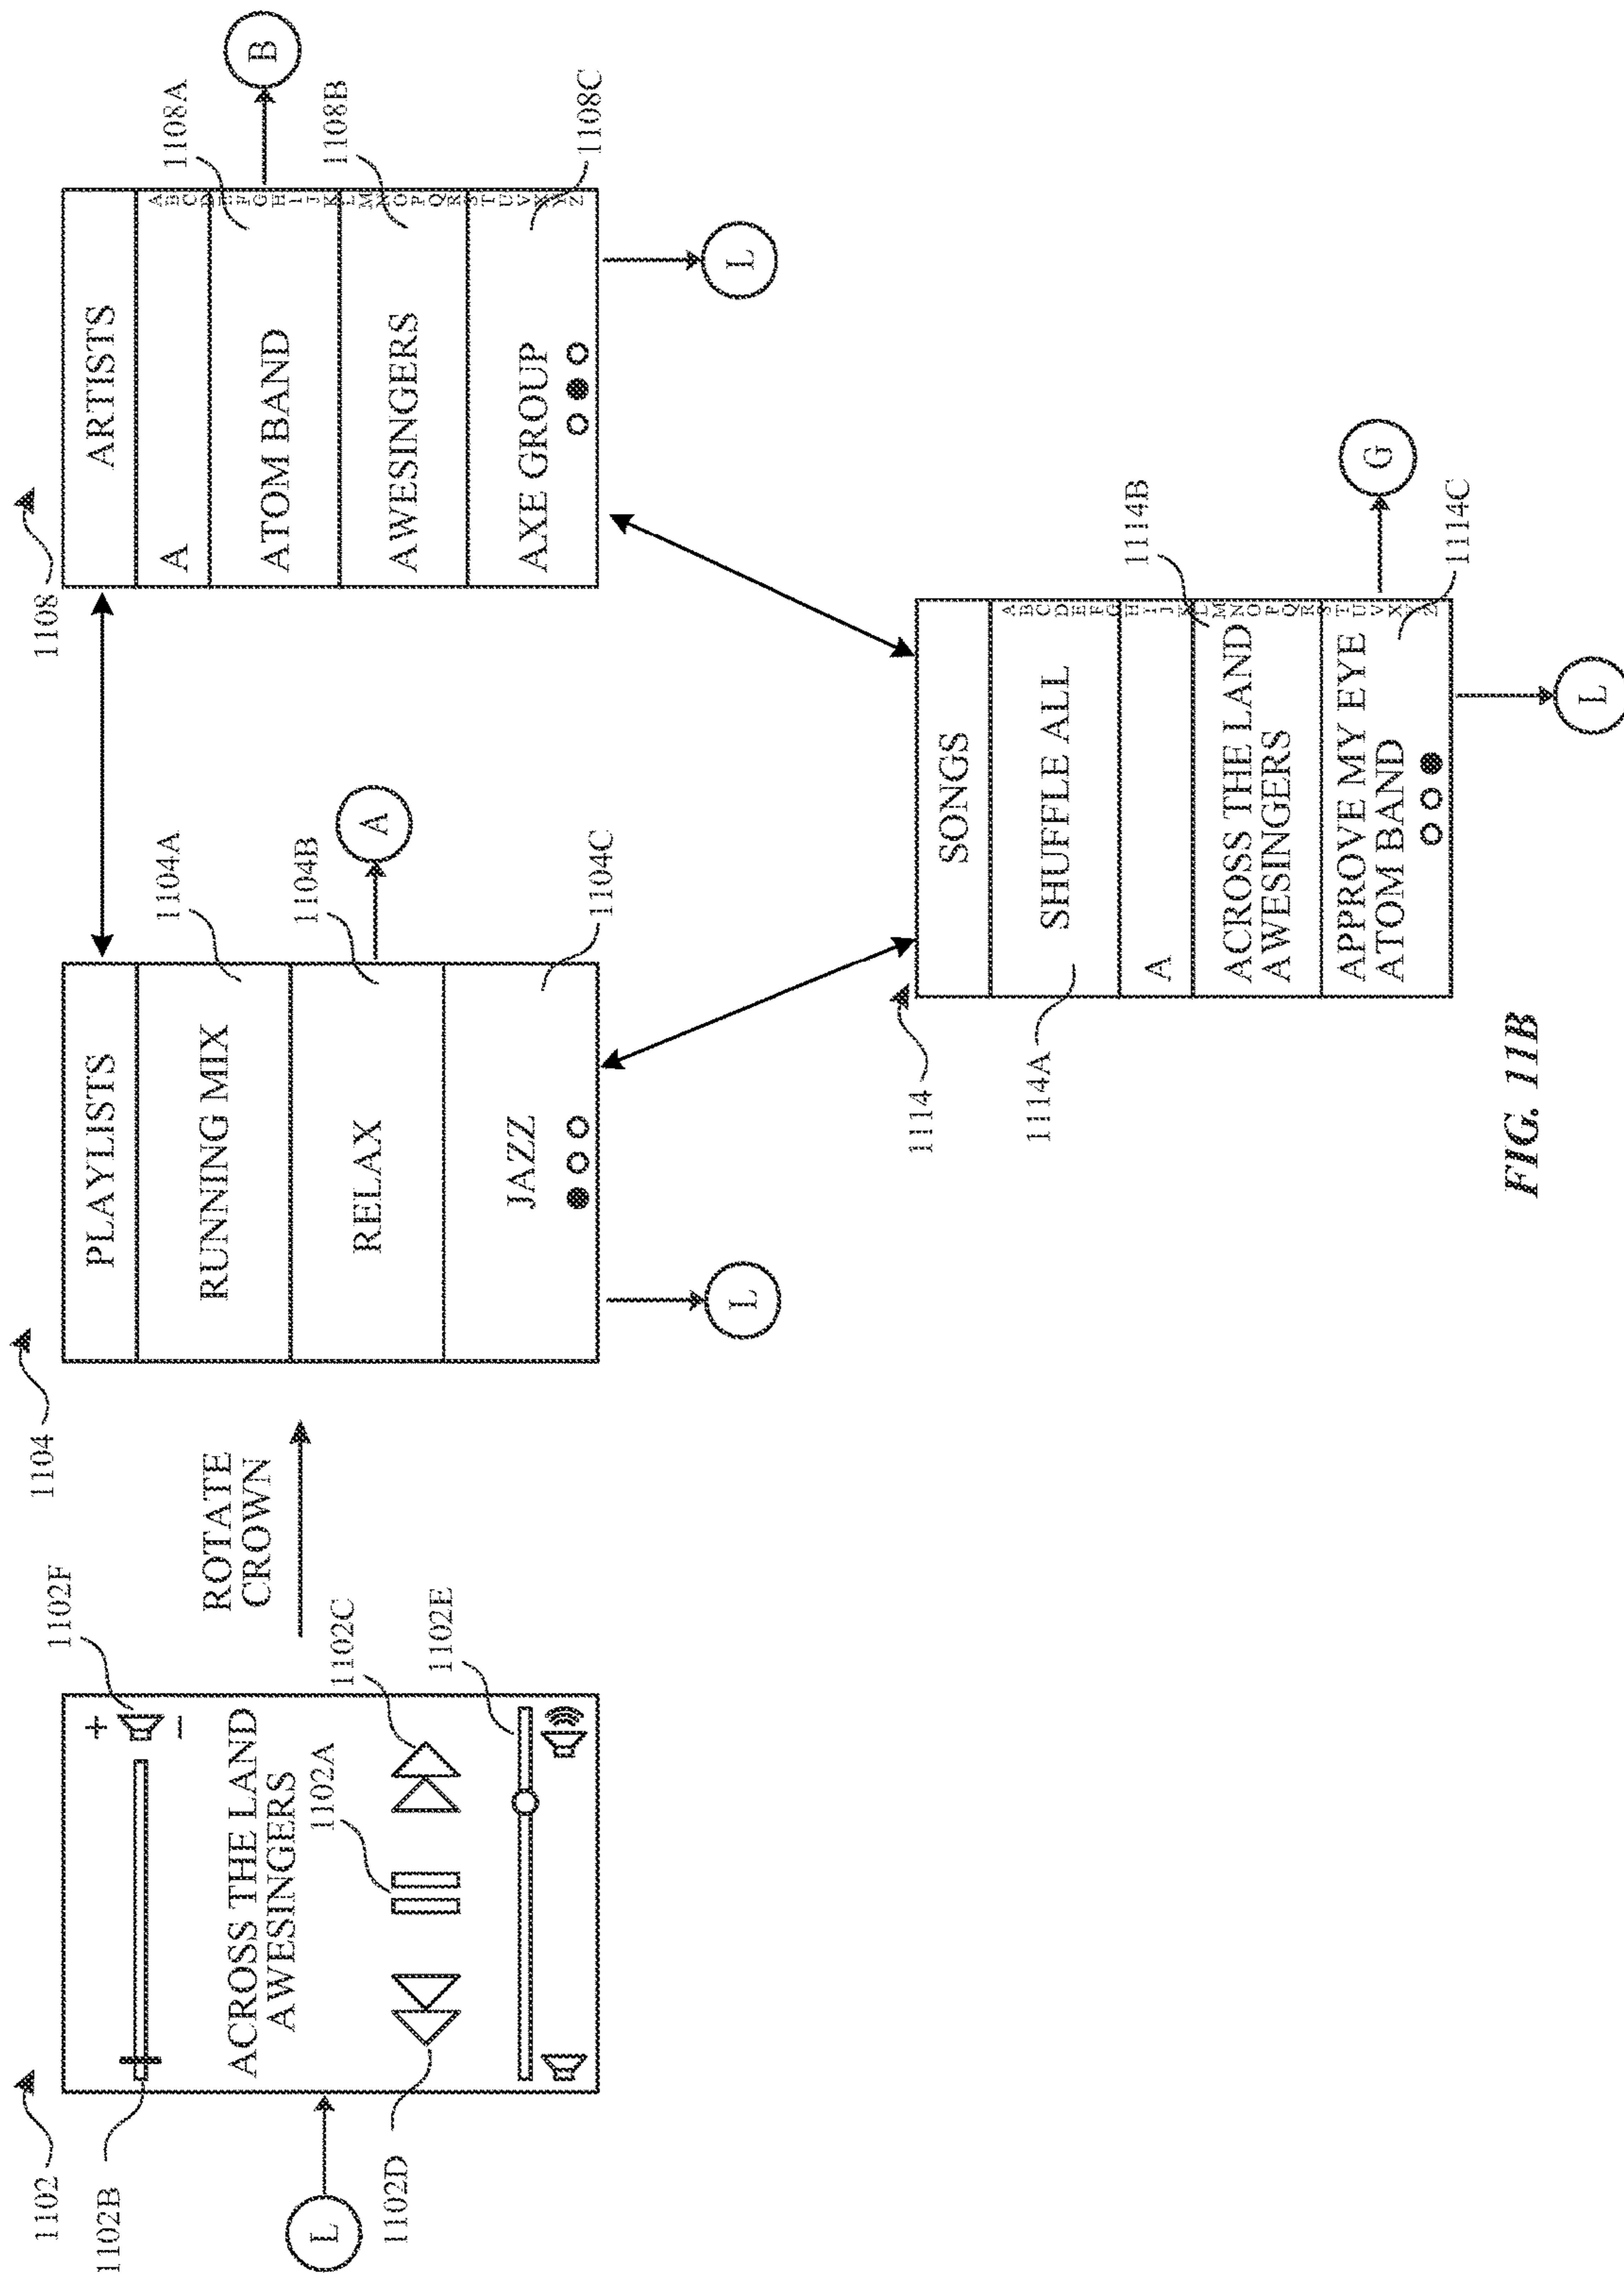 1102
1102B
1102F
+
−
ACROSS THE LAND
AWESINGERS
1102A
1102C
1102D
1102E
L
ROTATE
CROWN
1104
PLAYLISTS
RUNNING MIX
RELAX
JAZZ
1104A
1104B
1104C
A
L
1108
ARTISTS
A
ATOM BAND
AWESINGERS
AXE GROUP
A B C D E F G H I J K L M N O P Q R S T U V X Z
1108A
1108B
1108C
B
L
1114
1114A
SONGS
SHUFFLE ALL
A
ACROSS THE LAND
AWESINGERS
APPROVE MY EYE
ATOM BAND
A B C D E F G H I J K L M N O P Q R S T U V X Z
1114B
1114C
G
L
FIG. 11B